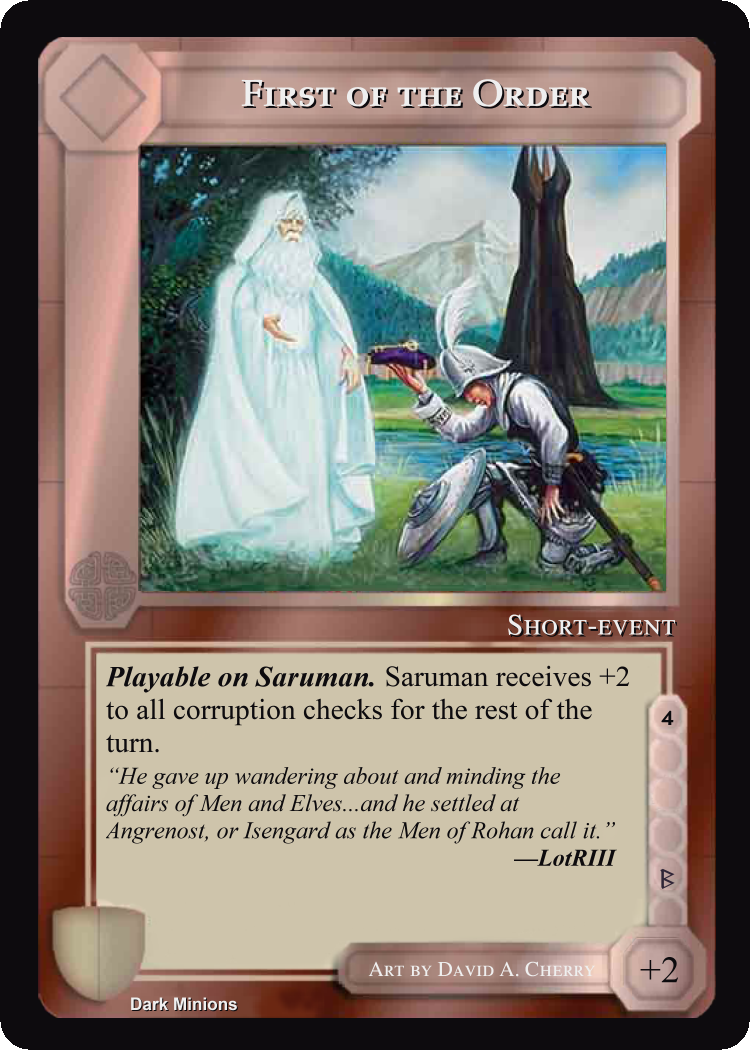 First of the Order
Short-event
Playable on Saruman. Saruman receives +2
to all corruption checks for the rest of the
turn.
“He gave up wandering about and minding the
affairs of Men and Elves...and he settled at
Angrenost, or Isengard as the Men of Rohan call it.”
—LotRIII
4
ᛒ
Art by David A. Cherry
+2
Dark Minions